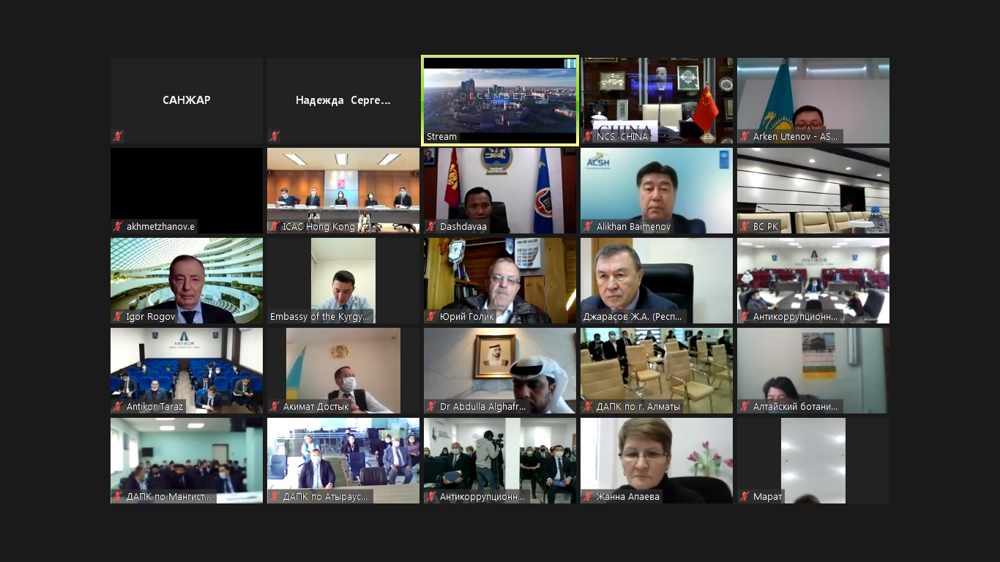 САНЖАР
Надежда Серге...
10 DECEMBER 19
Stream
CHINA
NCS, CHINA
Arken Utenov - AS...
akhmetzhanov.e
ICAC Hong Kong
Dashdavaa
ACSH
Alikhan Baimenov
ВС РК
Igor Rogov
Embassy of the Kyrgy...
Юрий Голик
Джарасов Ж.А. (Респ...
ANTIKOR
Антикоррупционн...
ANTIKOR
Antikor Taraz
Акимат Достык
Dr Abdulla Alghafr...
ДАПК по г. Алматы
Алтайский ботани...
ДАПК по Мангист...
ДАПК по Атыраус...
Антикоррупционн...
Жанна Апаева
Марат